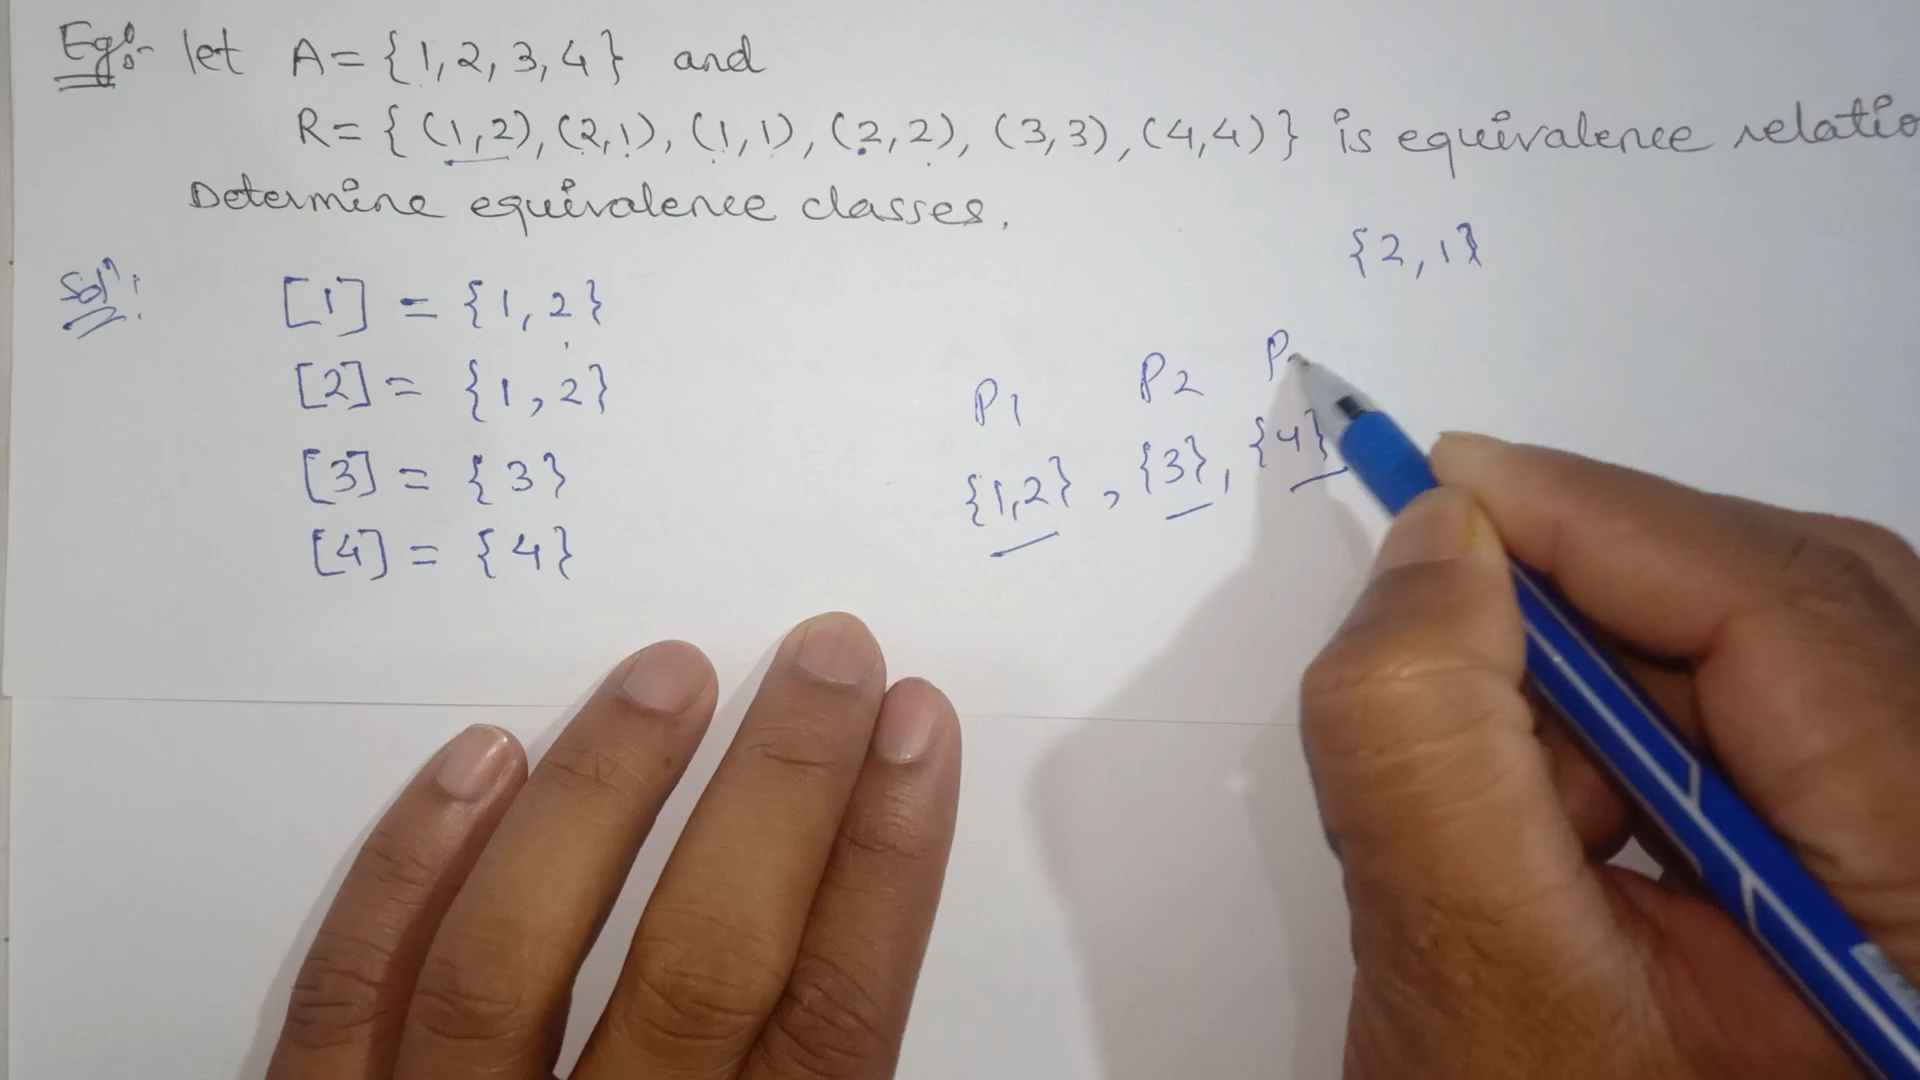 Eg:- let A = {1, 2, 3, 4} and
R = { (1,2), (2,1), (1,1), (2,2), (3,3), (4,4) } is equivalence relatio
Determine equivalence classes.
{2, 1}
Solⁿ: [1] = {1, 2}
[2] = {1, 2}
[3] = {3}
[4] = {4}
P1 P2 P
{1,2}, {3}, {4}